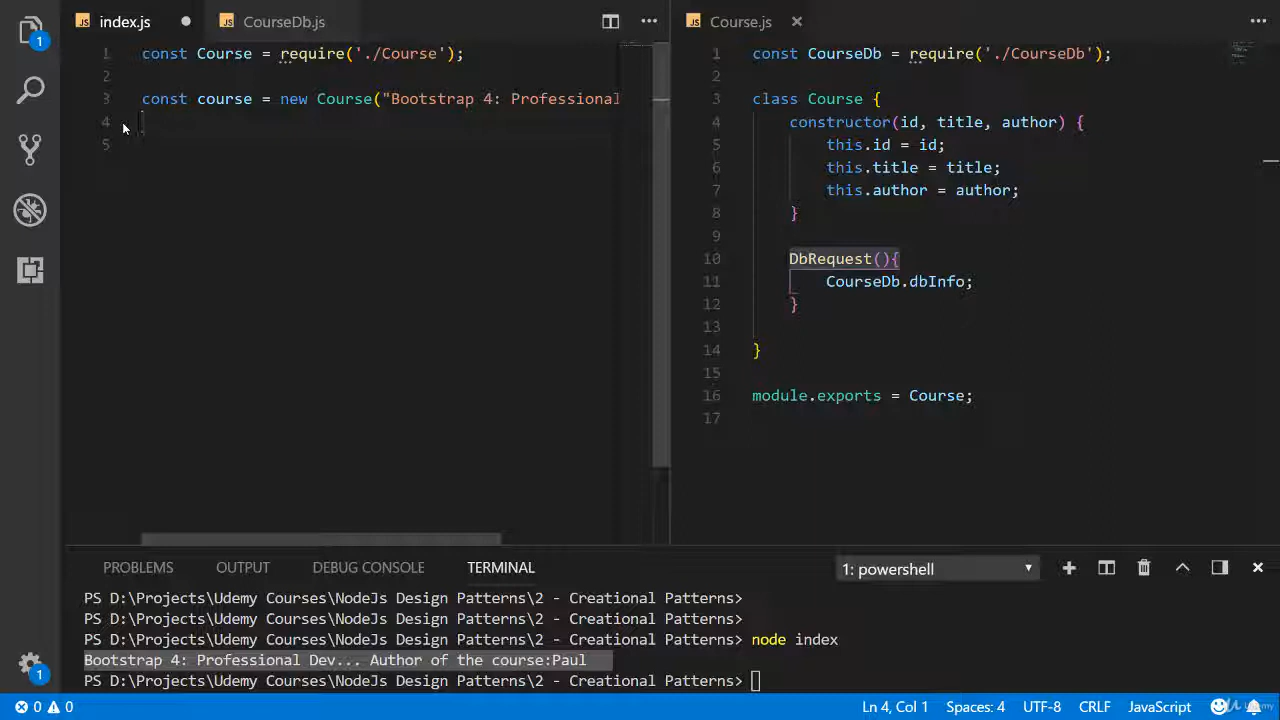 index.js
CourseDb.js
Course.js
1
1 const Course = require('./Course');
2
3 const course = new Course("Bootstrap 4: Professional
4
5
1 const CourseDb = require('./CourseDb');
2
3 class Course {
4 constructor(id, title, author) {
5 this.id = id;
6 this.title = title;
7 this.author = author;
8 }
9
10 DbRequest(){
11 CourseDb.dbInfo;
12 }
13
14 }
15
16 module.exports = Course;
17
PROBLEMS OUTPUT DEBUG CONSOLE TERMINAL 1: powershell
PS D:\Projects\Udemy Courses\NodeJs Design Patterns\2 - Creational Patterns>
PS D:\Projects\Udemy Courses\NodeJs Design Patterns\2 - Creational Patterns>
PS D:\Projects\Udemy Courses\NodeJs Design Patterns\2 - Creational Patterns> node index
Bootstrap 4: Professional Dev... Author of the course:Paul
PS D:\Projects\Udemy Courses\NodeJs Design Patterns\2 - Creational Patterns>
1
0 0 Ln 4, Col 1 Spaces: 4 UTF-8 CRLF JavaScript
Udemy